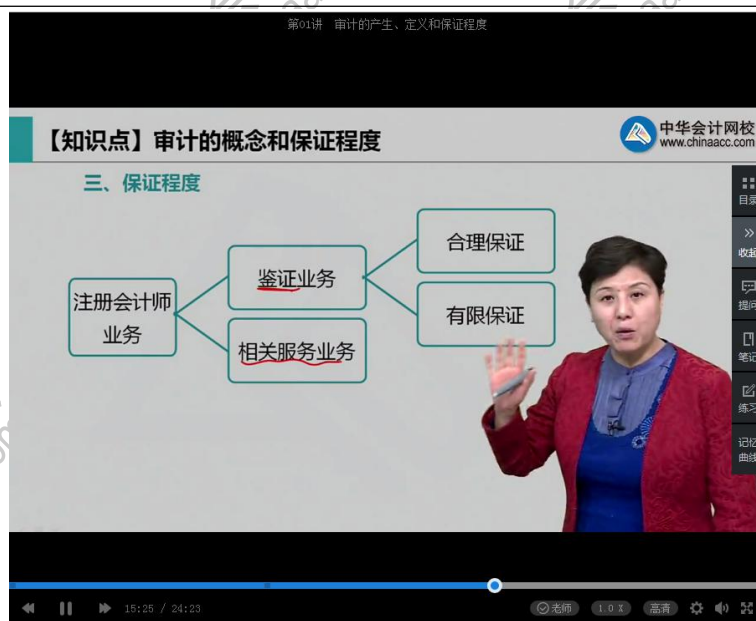 第01讲 审计的产生、定义和保证程度
【知识点】审计的概念和保证程度
中华会计网校
www.chinaacc.com
三、保证程度
合理保证
鉴证业务
注册会计师
业务
有限保证
相关服务业务
目录
收起
提问
笔记
练习
记忆
曲线
15:25 / 24:23
老师
1.0 X
高清